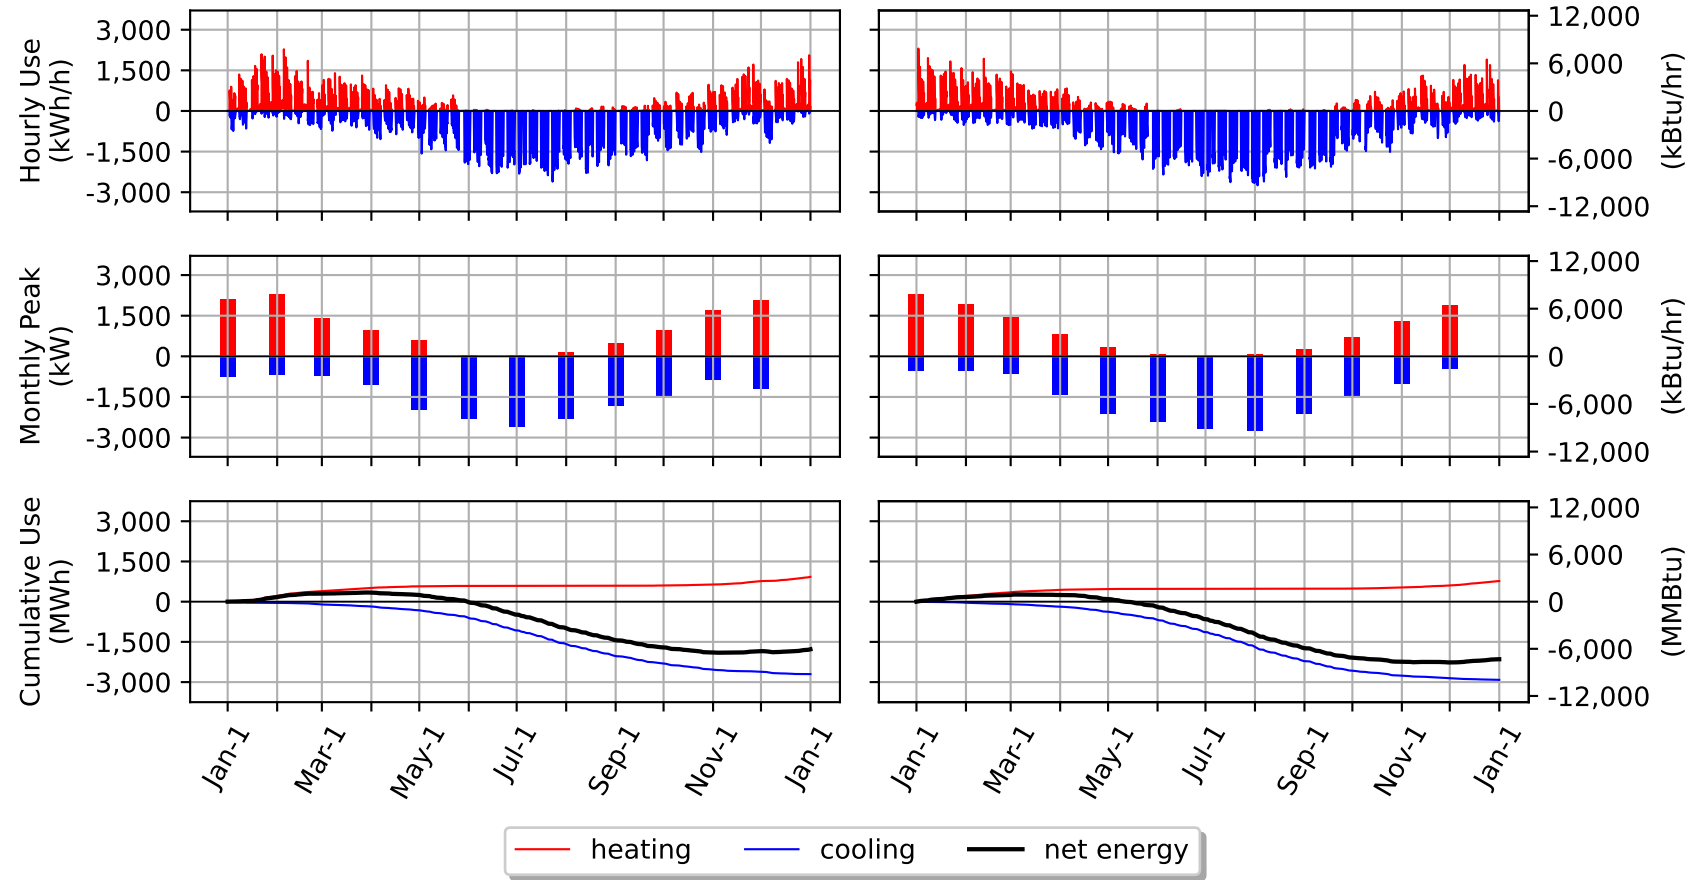 Hourly Use
(kWh/h)
3,000
1,500
0
-1,500
-3,000
12,000
6,000
0
-6,000
-12,000
(kBtu/hr)
Monthly Peak
(kW)
3,000
1,500
0
-1,500
-3,000
12,000
6,000
0
-6,000
-12,000
(kBtu/hr)
Cumulative Use
(MWh)
3,000
1,500
0
-1,500
-3,000
12,000
6,000
0
-6,000
-12,000
(MMBtu)
Jan-1 Mar-1 May-1 Jul-1 Sep-1 Nov-1 Jan-1
Jan-1 Mar-1 May-1 Jul-1 Sep-1 Nov-1 Jan-1
heating cooling net energy